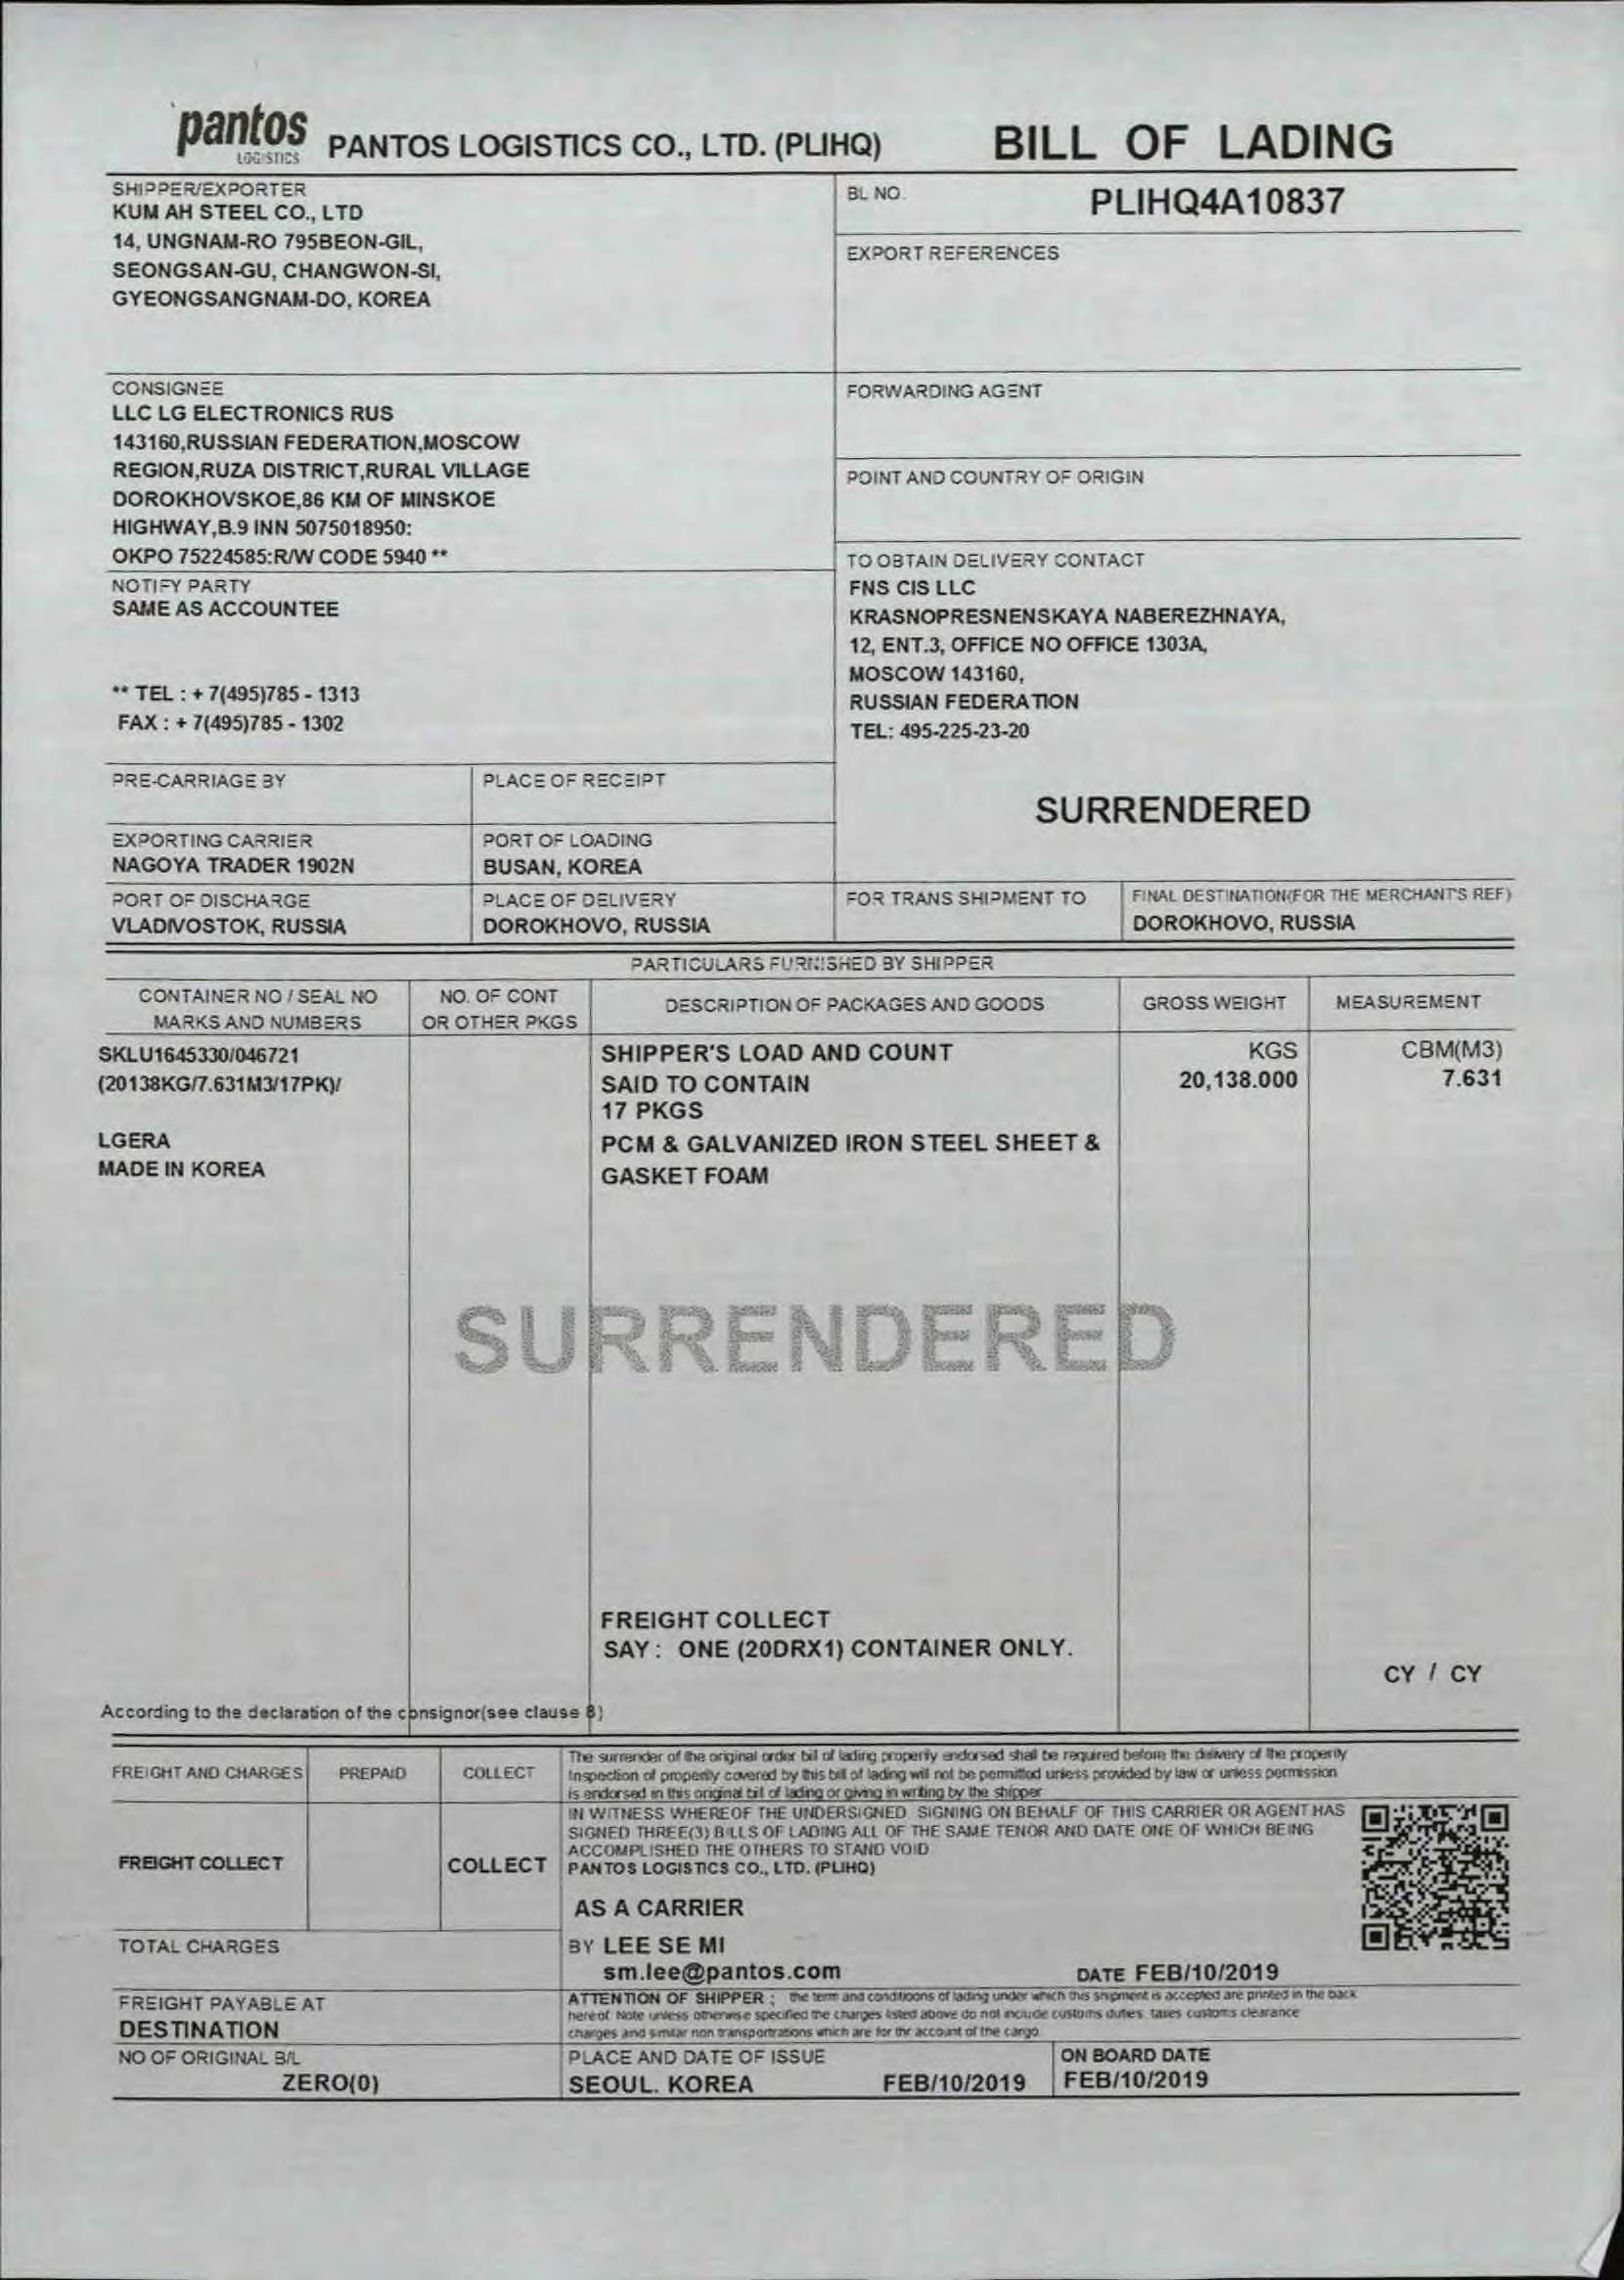 pantos
LOGISTICS
PANTOS LOGISTICS CO., LTD. (PLIHQ)
BILL OF LADING
SHIPPER/EXPORTER
KUM AH STEEL CO., LTD
14, UNGNAM-RO 795BEON-GIL,
SEONGSAN-GU, CHANGWON-SI,
GYEONGSANGNAM-DO, KOREA
BL NO.
PLIHQ4A10837
EXPORT REFERENCES
CONSIGNEE
LLC LG ELECTRONICS RUS
143160,RUSSIAN FEDERATION,MOSCOW
REGION,RUZA DISTRICT,RURAL VILLAGE
DOROKHOVSKOE,86 KM OF MINSKOE
HIGHWAY,B.9 INN 5075018950:
OKPO 75224585:R/W CODE 5940 **
FORWARDING AGENT
POINT AND COUNTRY OF ORIGIN
NOTIFY PARTY
SAME AS ACCOUNTEE
** TEL : + 7(495)785 - 1313
FAX : + 7(495)785 - 1302
TO OBTAIN DELIVERY CONTACT
FNS CIS LLC
KRASNOPRESNENSKAYA NABEREZHNAYA,
12, ENT.3, OFFICE NO OFFICE 1303A,
MOSCOW 143160,
RUSSIAN FEDERATION
TEL: 495-225-23-20
PRE-CARRIAGE BY
PLACE OF RECEIPT
SURRENDERED
EXPORTING CARRIER
NAGOYA TRADER 1902N
PORT OF LOADING
BUSAN, KOREA
PORT OF DISCHARGE
VLADIVOSTOK, RUSSIA
PLACE OF DELIVERY
DOROKHOVO, RUSSIA
FOR TRANS SHIPMENT TO
FINAL DESTINATION(FOR THE MERCHANT'S REF)
DOROKHOVO, RUSSIA
PARTICULARS FURNISHED BY SHIPPER
CONTAINER NO / SEAL NO
MARKS AND NUMBERS
NO. OF CONT
OR OTHER PKGS
DESCRIPTION OF PACKAGES AND GOODS
GROSS WEIGHT
MEASUREMENT
SKLU1645330/046721
(20138KG/7.631M3/17PK)/
LGERA
MADE IN KOREA
SHIPPER'S LOAD AND COUNT
SAID TO CONTAIN
17 PKGS
PCM & GALVANIZED IRON STEEL SHEET &
GASKET FOAM
KGS
20,138.000
CBM(M3)
7.631
SURRENDERED
FREIGHT COLLECT
SAY : ONE (20DRX1) CONTAINER ONLY.
CY / CY
According to the declaration of the consignor(see clause 8)
FREIGHT AND CHARGES
PREPAID
COLLECT
The surrender of the original order bil of lading properly endorsed shal be required before the delivery of the property
Inspection of property covered by this bil of lading will not be permitted unless provided by law or unless permission
is endorsed in this original bil of lading or giving in writing by the shipper
FREIGHT COLLECT
COLLECT
IN WITNESS WHEREOF THE UNDERSIGNED SIGNING ON BEHALF OF THIS CARRIER OR AGENT HAS
SIGNED THREE(3) BILLS OF LADING ALL OF THE SAME TENOR AND DATE ONE OF WHICH BEING
ACCOMPLISHED THE OTHERS TO STAND VOID
PANTOS LOGISTICS CO., LTD. (PLIHQ)
AS A CARRIER
TOTAL CHARGES
BY LEE SE MI
sm.lee@pantos.com
DATE FEB/10/2019
FREIGHT PAYABLE AT
DESTINATION
ATTENTION OF SHIPPER ; the term and conditions of lading under which this shipment is accepted are printed in the back
hereof Note unless otherwise specified the charges listed above do not include customs duties taxes customs clearance
charges and similar non transportrations which are for thr account of the cargo
NO OF ORIGINAL B/L
ZERO(0)
PLACE AND DATE OF ISSUE
SEOUL. KOREA
FEB/10/2019
ON BOARD DATE
FEB/10/2019